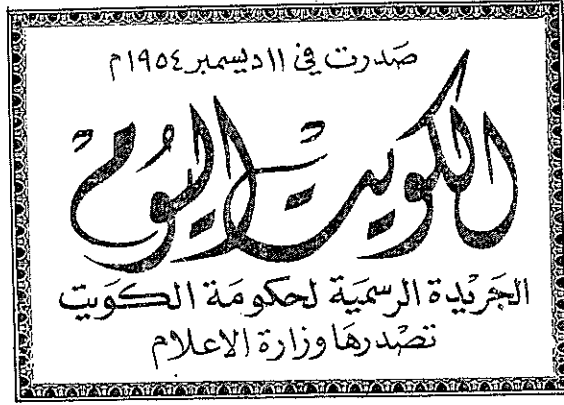 صدرت في ١١ ديسمبر ١٩٥٤م
الكويت اليوم
الجريدة الرسمية لحكومة الكويت
تصدرها وزارة الاعلام